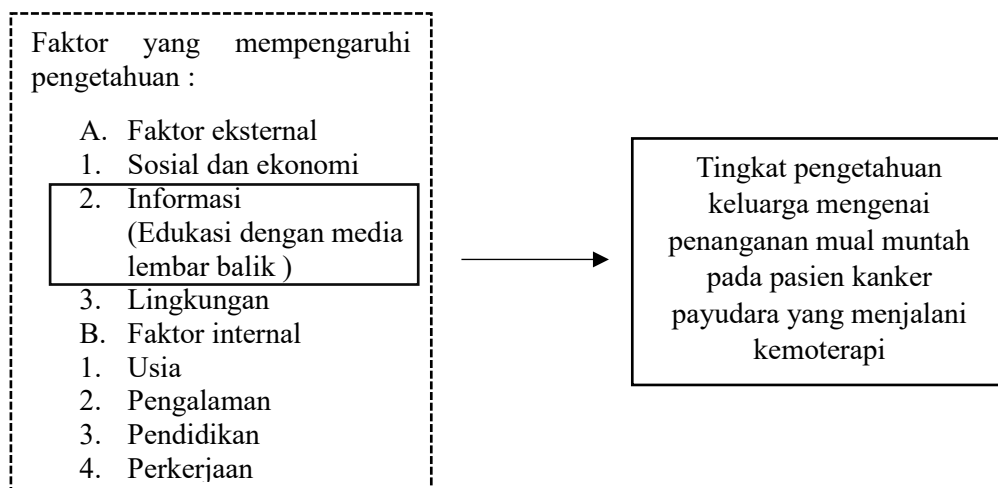 Faktor yang mempengaruhi
pengetahuan :
A. Faktor eksternal
1. Sosial dan ekonomi
2. Informasi
(Edukasi dengan media
lembar balik )
3. Lingkungan
B. Faktor internal
1. Usia
2. Pengalaman
3. Pendidikan
4. Perkerjaan
Tingkat pengetahuan
keluarga mengenai
penanganan mual muntah
pada pasien kanker
payudara yang menjalani
kemoterapi